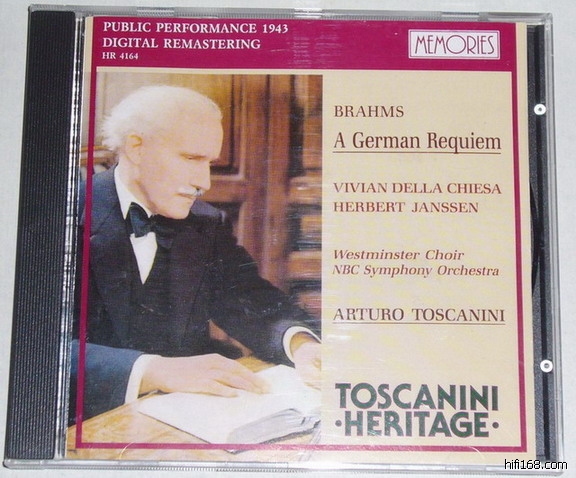 PUBLIC PERFORMANCE 1943
DIGITAL REMASTERING
HR 4164
MEMORIES
BRAHMS
A German Requiem
VIVIAN DELLA CHIESA
HERBERT JANSSEN
Westminster Choir
NBC Symphony Orchestra
ARTURO TOSCANINI
TOSCANINI
·HERITAGE·
hifi168.com